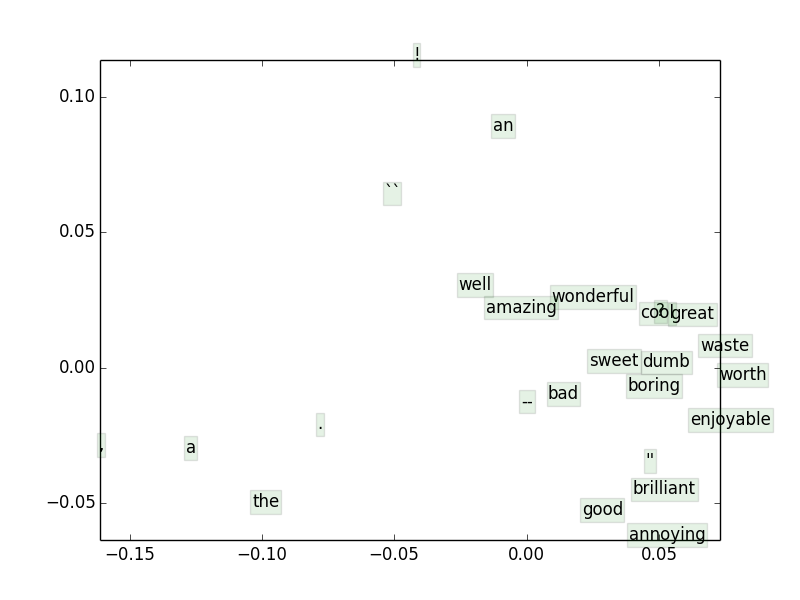 !
0.10
an
``
0.05
well
amazing
wonderful
cool
?
great
waste
0.00
sweet
dumb
worth
boring
bad
--
enjoyable
.
,
a
"
brilliant
−0.05
the
good
annoying
−0.15
−0.10
−0.05
0.00
0.05